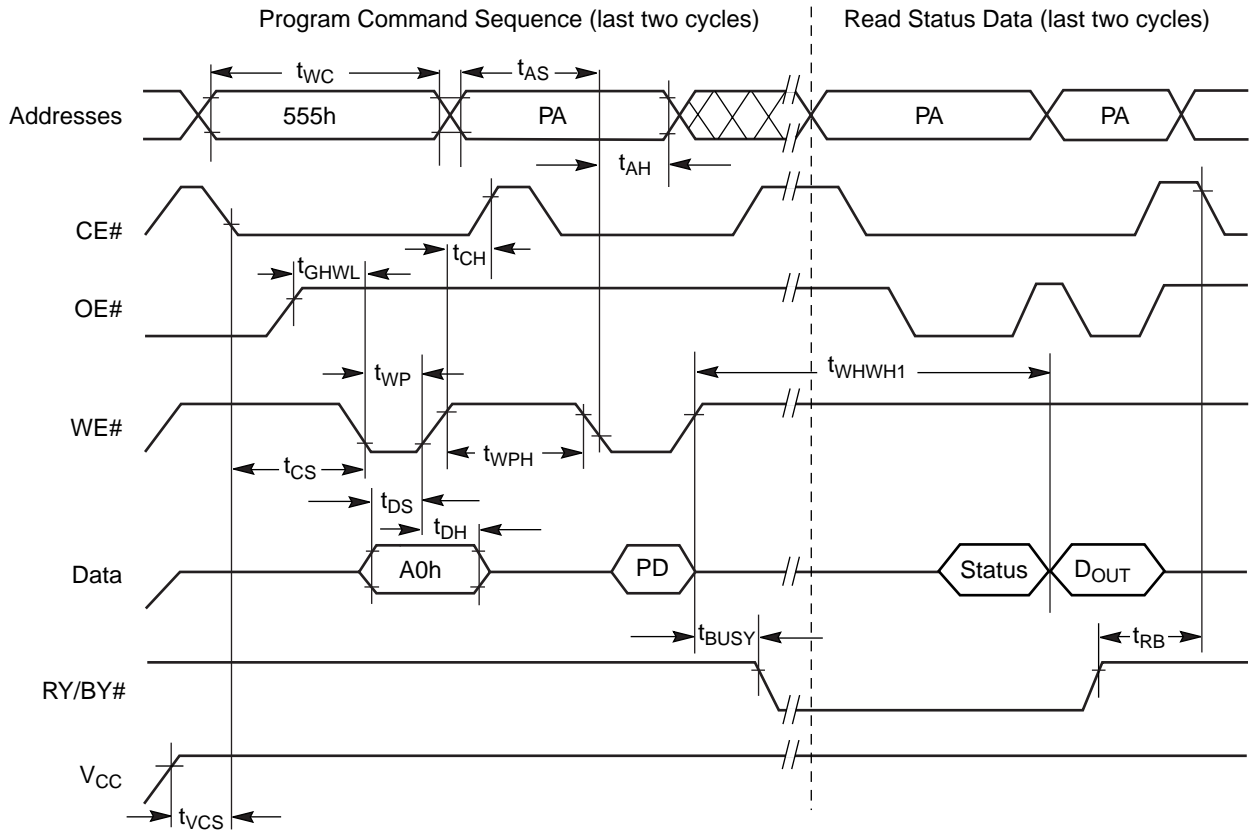 Program Command Sequence (last two cycles) Read Status Data (last two cycles)
tWC tAS
Addresses 555h PA PA PA
tAH
CE#
tCH
tGHWL
OE#
tWP tWHWH1
WE#
tCS tWPH
tDS
tDH
Data A0h PD Status DOUT
tBUSY tRB
RY/BY#
VCC
tVCS